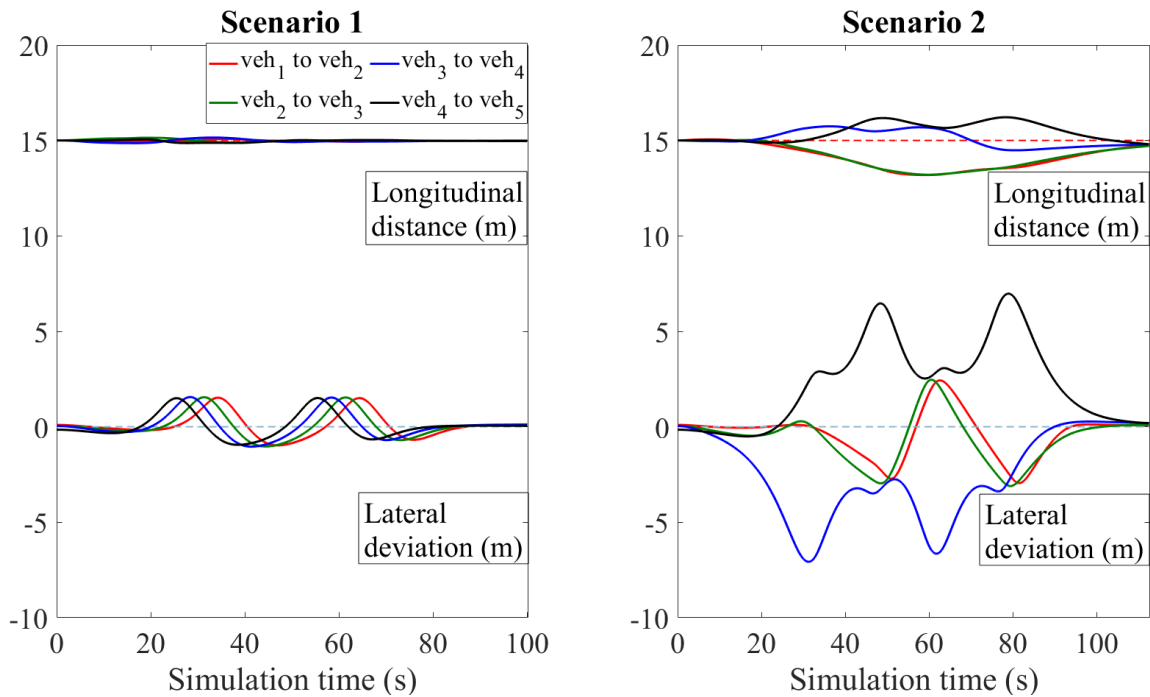 Scenario 1
20
15
10
5
0
-5
-10
veh1 to veh2
veh3 to veh4
veh2 to veh3
veh4 to veh5
Longitudinal
distance (m)
Lateral
deviation (m)
0 20 40 60 80 100
Simulation time (s)
Scenario 2
20
15
10
5
0
-5
-10
Longitudinal
distance (m)
Lateral
deviation (m)
0 20 40 60 80 100
Simulation time (s)